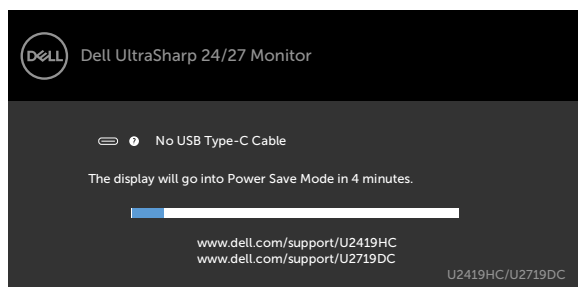 DELL Dell UltraSharp 24/27 Monitor
? No USB Type-C Cable
The display will go into Power Save Mode in 4 minutes.
www.dell.com/support/U2419HC
www.dell.com/support/U2719DC
U2419HC/U2719DC